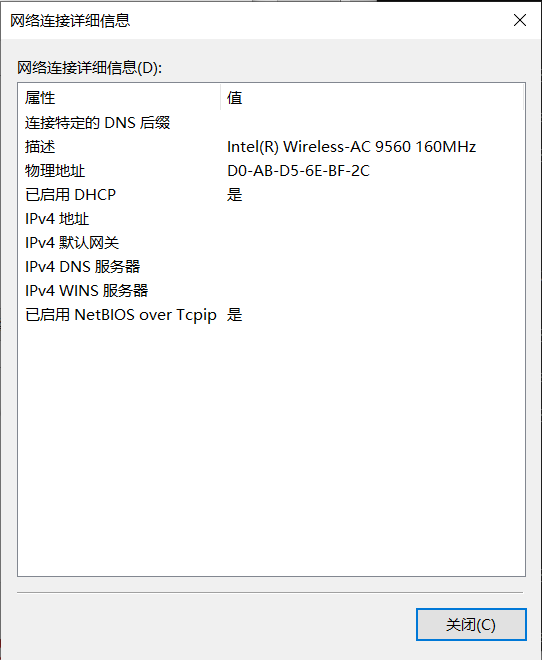 网络连接详细信息
网络连接详细信息(D):
属性 值
连接特定的 DNS 后缀
描述 Intel(R) Wireless-AC 9560 160MHz
物理地址 D0-AB-D5-6E-BF-2C
已启用 DHCP 是
IPv4 地址
IPv4 默认网关
IPv4 DNS 服务器
IPv4 WINS 服务器
已启用 NetBIOS over Tcpip 是
关闭(C)